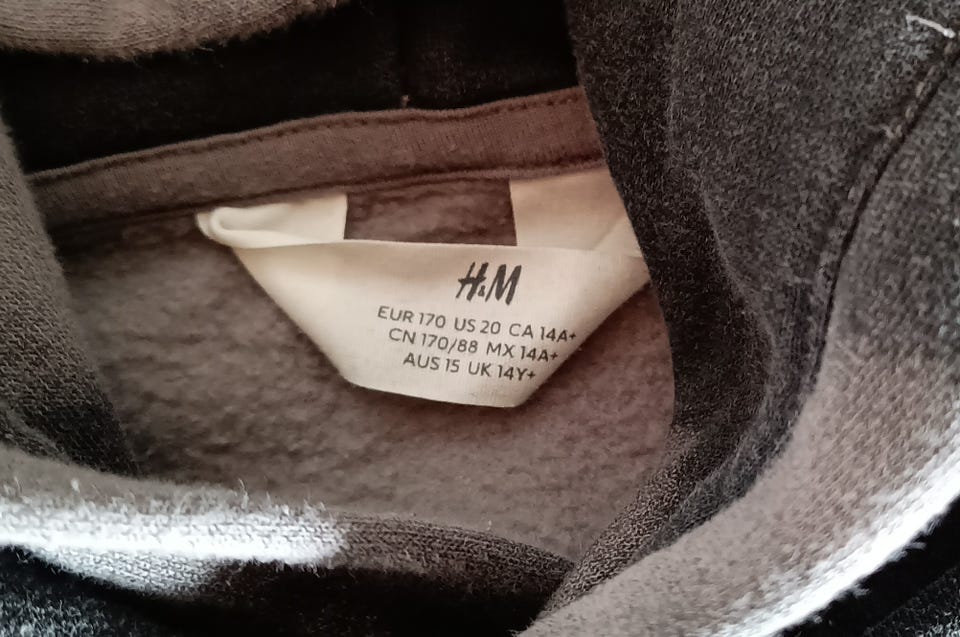 H&M
EUR 170 US 20 CA 14A+
CN 170/88 MX 14A+
AUS 15 UK 14Y+